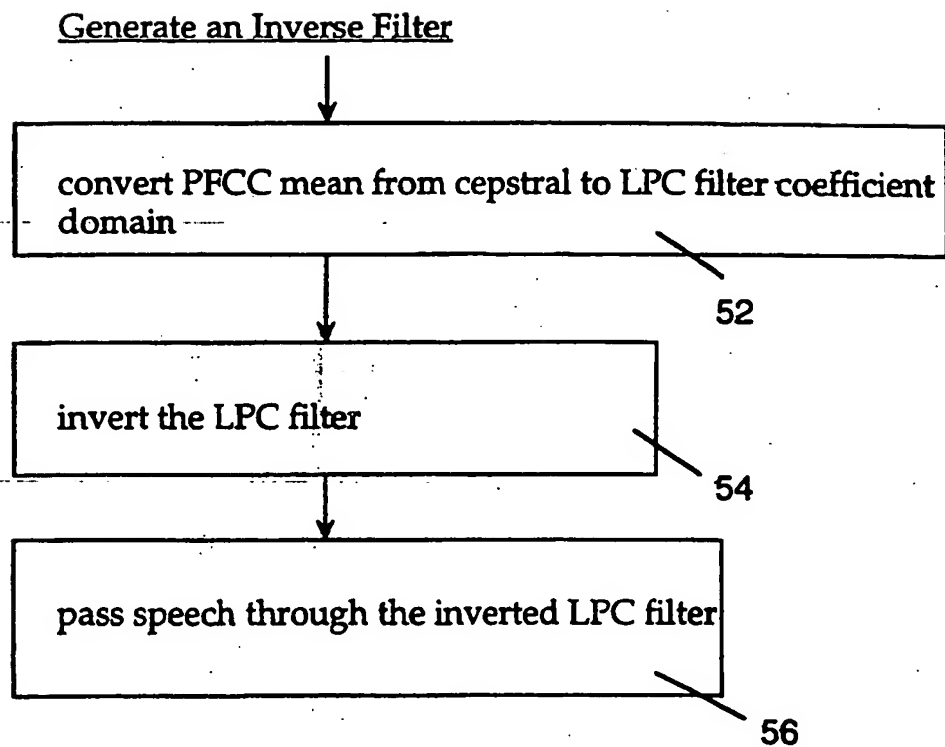 Generate an Inverse Filter
convert PFCC mean from cepstral to LPC filter coefficient
domain
52
invert the LPC filter
54
pass speech through the inverted LPC filter
56